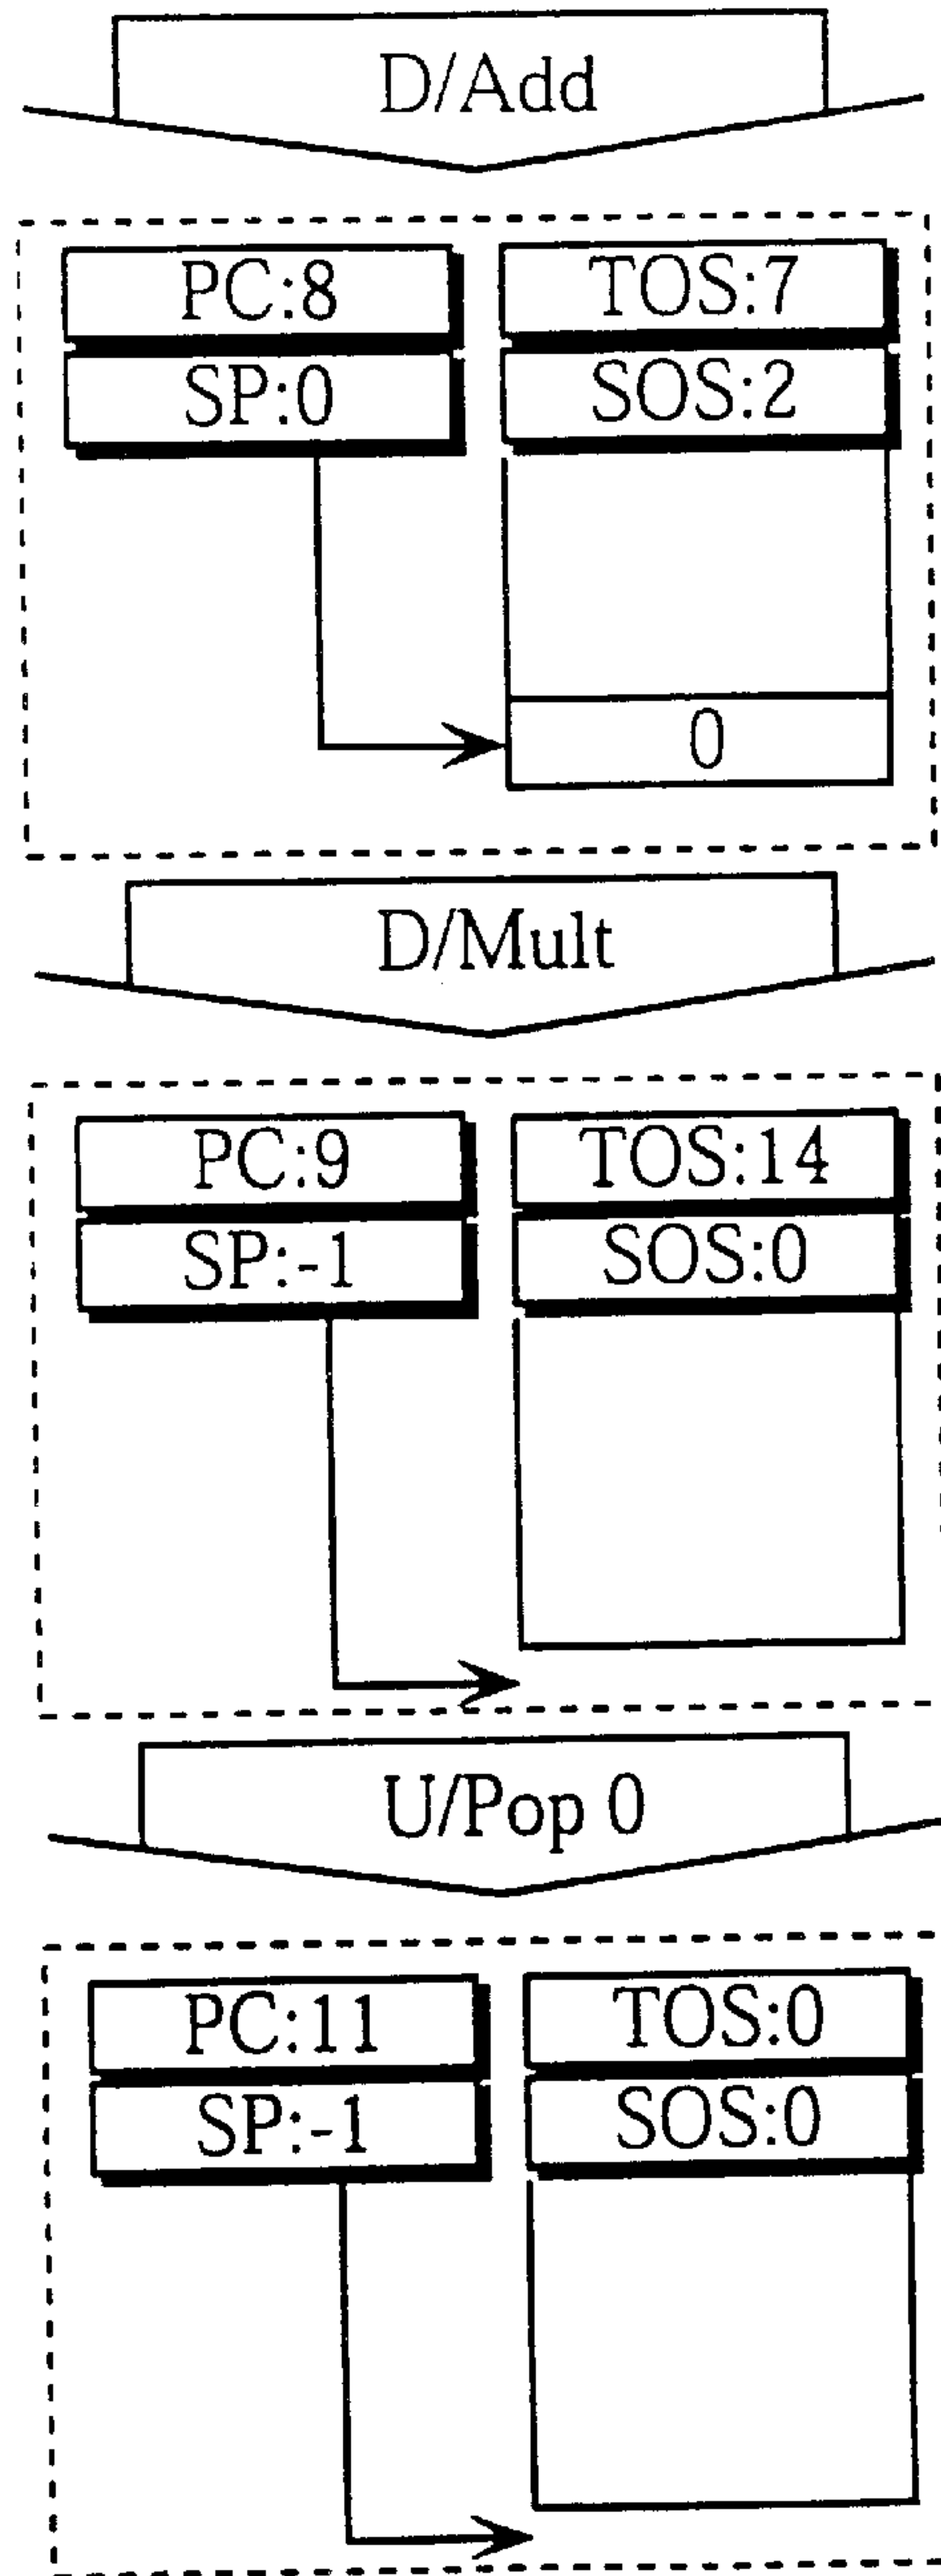 D/Add
PC:8 TOS:7
SP:0 SOS:2
0
D/Mult
PC:9 TOS:14
SP:-1 SOS:0
U/Pop 0
PC:11 TOS:0
SP:-1 SOS:0